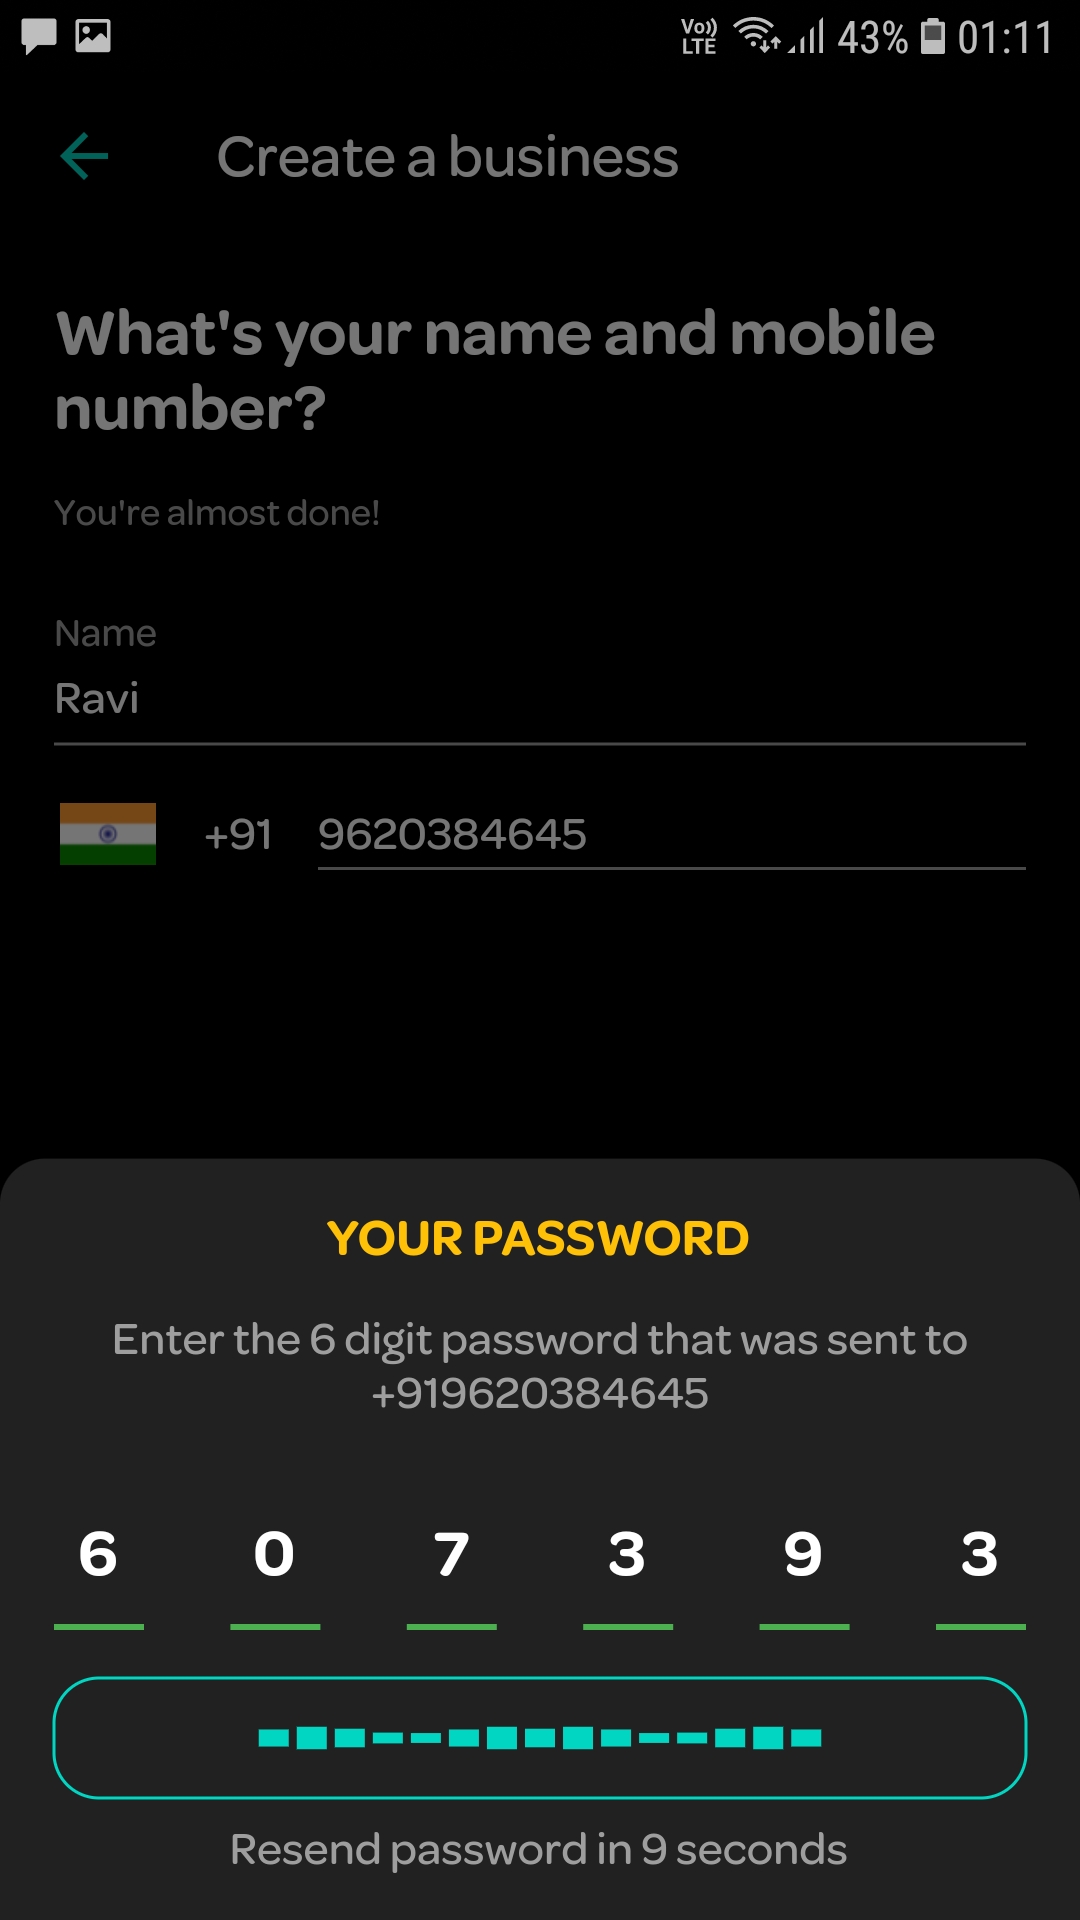 Vo)) LTE 43% 01:11
Create a business
What's your name and mobile
number?
You're almost done!
Name
Ravi
+91 9620384645
YOUR PASSWORD
Enter the 6 digit password that was sent to
+919620384645
6 0 7 3 9 3
Resend password in 9 seconds